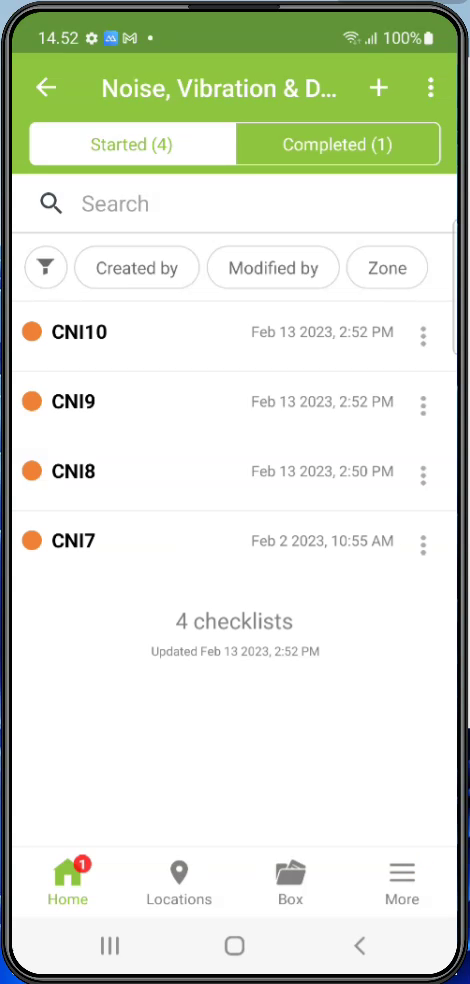 14.52 100%
Noise, Vibration & D...
Started (4) Completed (1)
Search
Created by Modified by Zone
CNI10 Feb 13 2023, 2:52 PM
CNI9 Feb 13 2023, 2:52 PM
CNI8 Feb 13 2023, 2:50 PM
CNI7 Feb 2 2023, 10:55 AM
4 checklists
Updated Feb 13 2023, 2:52 PM
1
Home Locations Box More